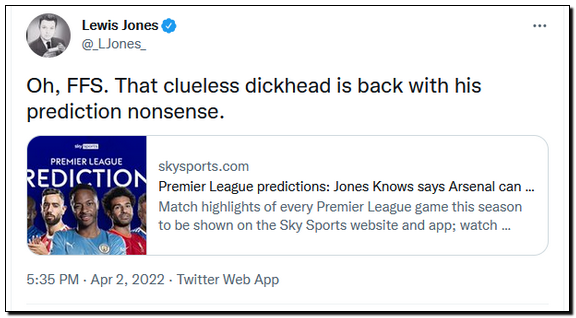 Lewis Jones
@_LJones_
Oh, FFS. That clueless dickhead is back with his
prediction nonsense.
sky sports
PREMIER LEAGUE
REDICTION
skysports.com
Premier League predictions: Jones Knows says Arsenal can ...
Match highlights of every Premier League game this season
to be shown on the Sky Sports website and app; watch ...
5:35 PM · Apr 2, 2022 · Twitter Web App